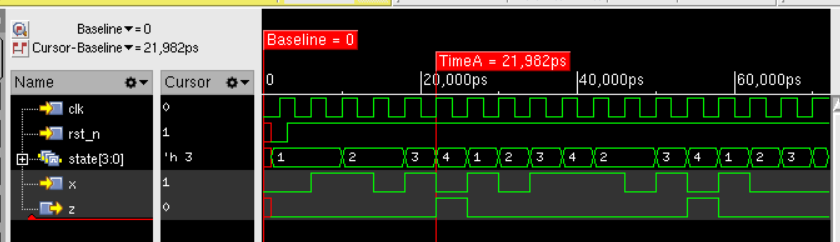 Baseline▼=0
Cursor-Baseline▼=21,982ps
Baseline = 0
TimeA = 21,982ps
Name Cursor 0 20,000ps 40,000ps 60,000ps
clk 0
rst_n 1
state[3:0] 'h 3 1 2 3 4 1 2 3 4 2 3 4 1 2 3
x 1
z 0